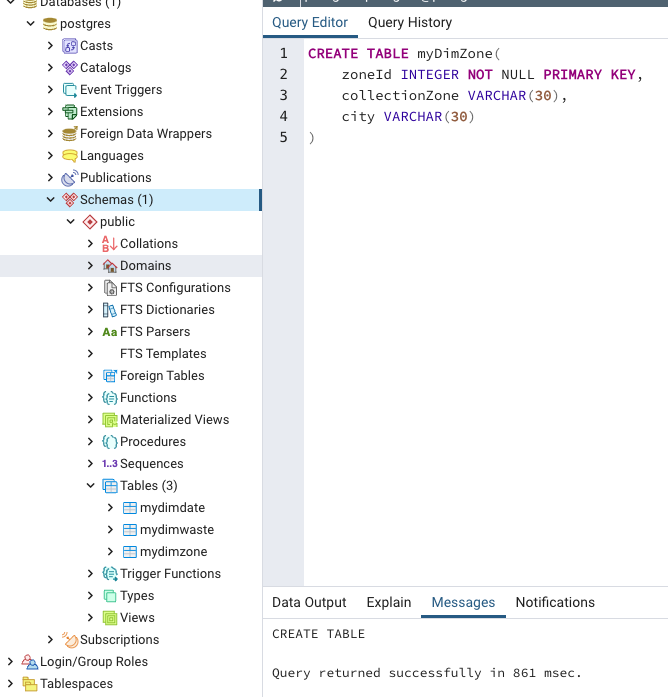 Databases (1)
postgres
Casts
Catalogs
Event Triggers
Extensions
Foreign Data Wrappers
Languages
Publications
Schemas (1)
public
Collations
Domains
FTS Configurations
FTS Dictionaries
Aa FTS Parsers
FTS Templates
Foreign Tables
Functions
Materialized Views
Procedures
1..3 Sequences
Tables (3)
mydimdate
mydimwaste
mydimzone
Trigger Functions
Types
Views
Subscriptions
Login/Group Roles
Tablespaces
Query Editor Query History
1 CREATE TABLE myDimZone(
2 zoneId INTEGER NOT NULL PRIMARY KEY,
3 collectionZone VARCHAR(30),
4 city VARCHAR(30)
5 )
Data Output Explain Messages Notifications
CREATE TABLE
Query returned successfully in 861 msec.